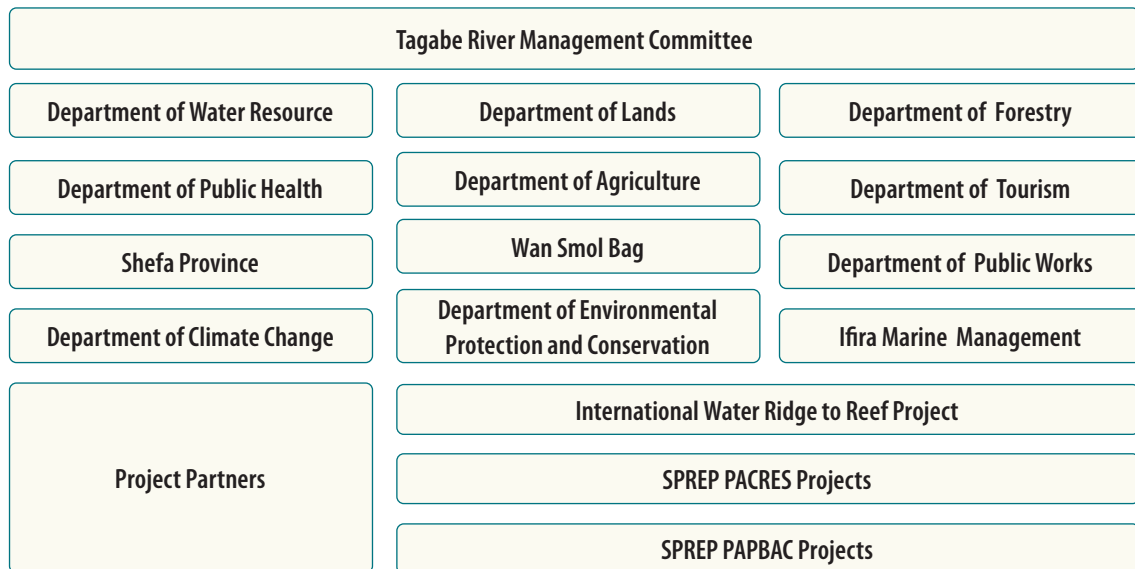 Tagabe River Management Committee
Department of Water Resource
Department of Lands
Department of Forestry
Department of Public Health
Department of Agriculture
Department of Tourism
Shefa Province
Wan Smol Bag
Department of Public Works
Department of Climate Change
Department of Environmental
Protection and Conservation
Ifira Marine Management
Project Partners
International Water Ridge to Reef Project
SPREP PACRES Projects
SPREP PAPBAC Projects